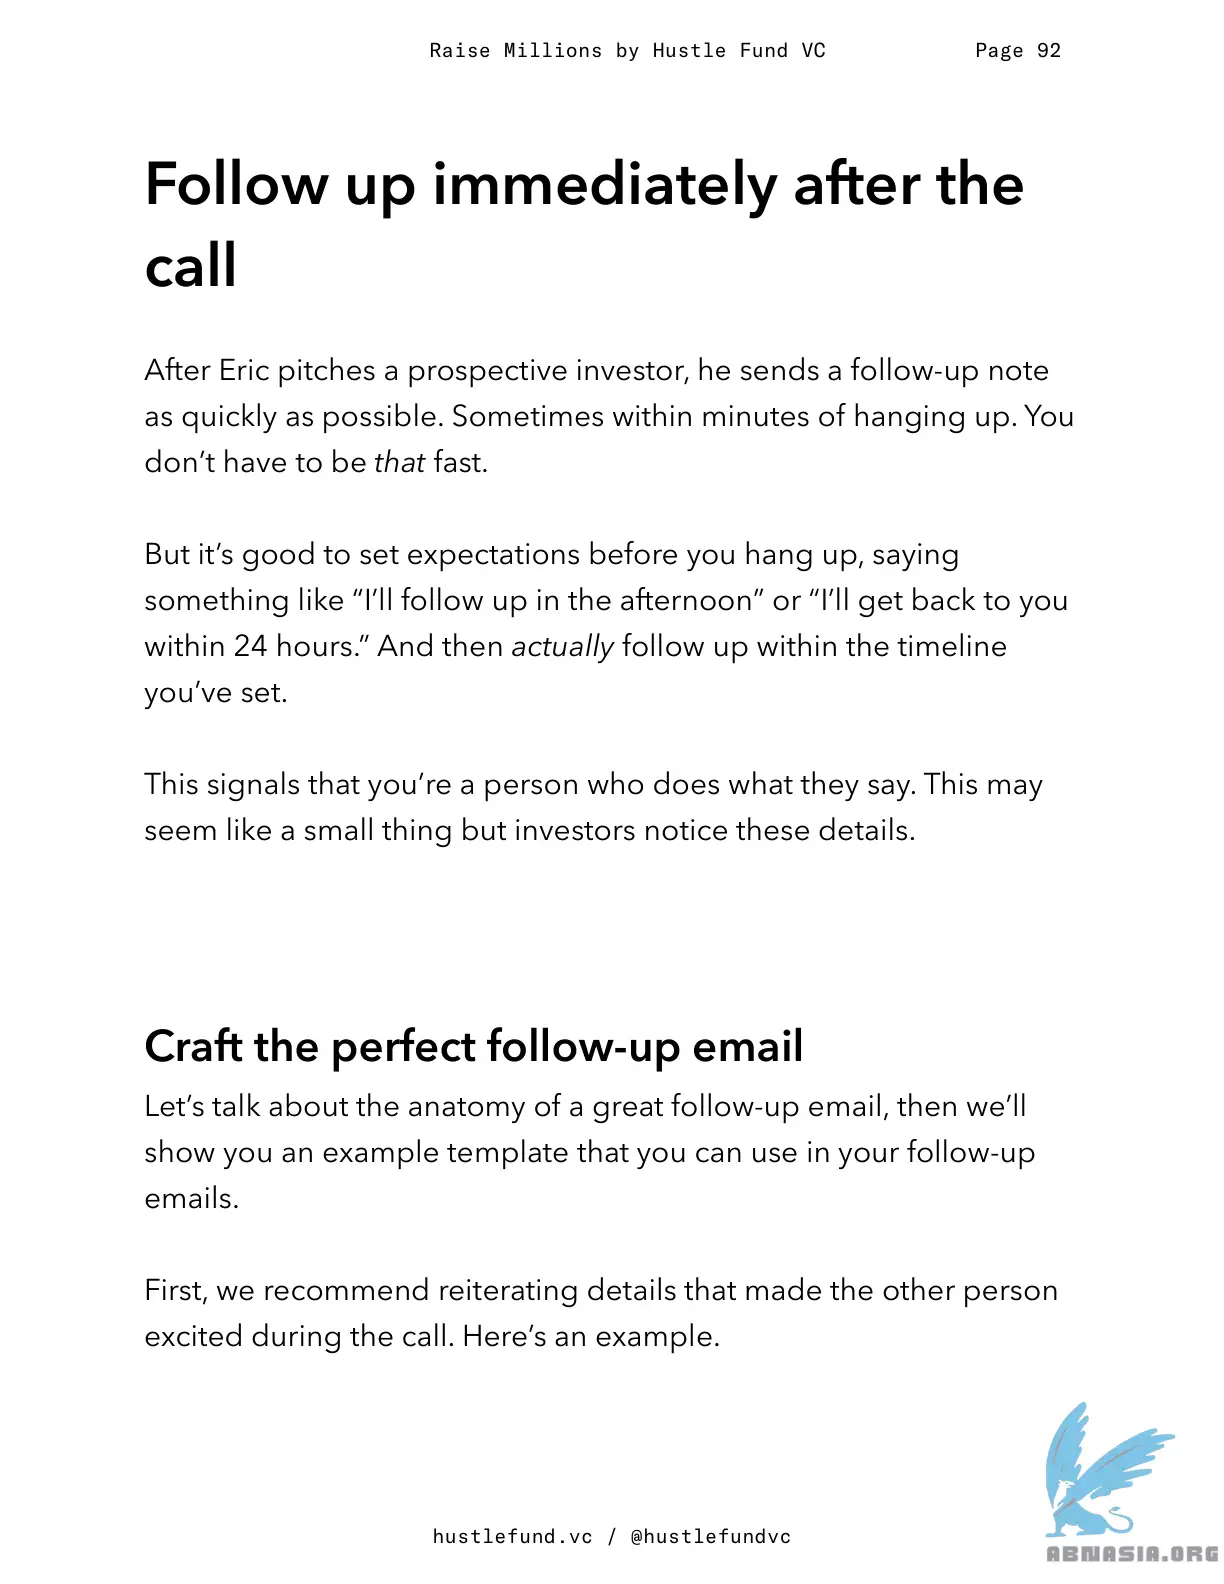 Raise Millions by Hustle Fund VC Page 92
Follow up immediately after the
call
After Eric pitches a prospective investor, he sends a follow-up note
as quickly as possible. Sometimes within minutes of hanging up. You
don’t have to be that fast.
But it’s good to set expectations before you hang up, saying
something like “I’ll follow up in the afternoon” or “I’ll get back to you
within 24 hours.” And then actually follow up within the timeline
you’ve set.
This signals that you’re a person who does what they say. This may
seem like a small thing but investors notice these details.
Craft the perfect follow-up email
Let’s talk about the anatomy of a great follow-up email, then we’ll
show you an example template that you can use in your follow-up
emails.
First, we recommend reiterating details that made the other person
excited during the call. Here’s an example.
hustlefund.vc / @hustlefundvc
ABNASIA.ORG